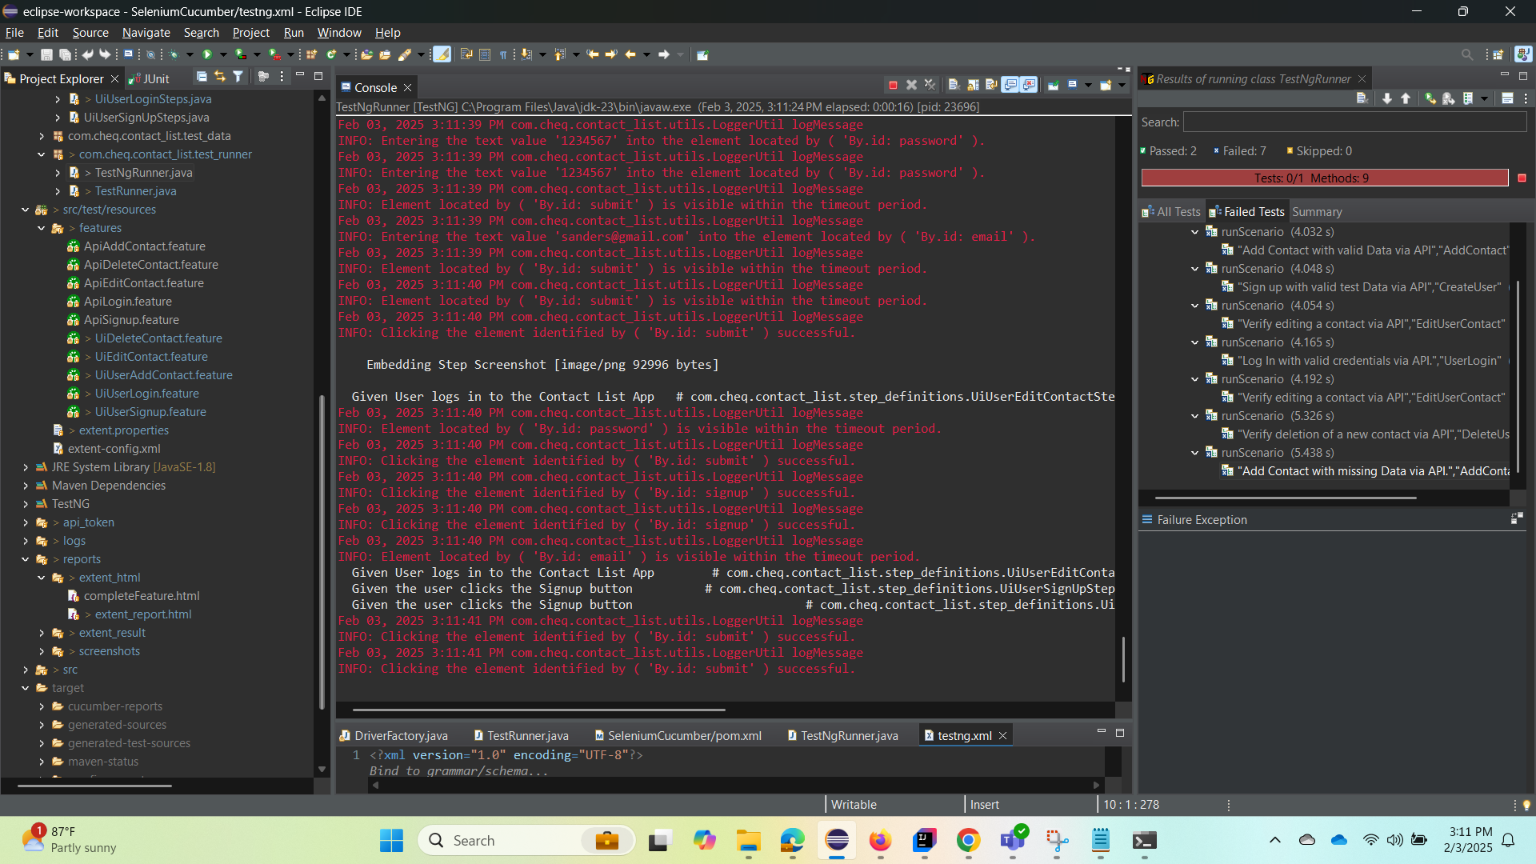 eclipse-workspace - SeleniumCucumber/testng.xml - Eclipse IDE
File Edit Source Navigate Search Project Run Window Help
Project Explorer
JUnit
> UiUserLoginSteps.java
UiUserSignUpSteps.java
com.cheq.contact_list.test_data
> com.cheq.contact_list.test_runner
> TestNgRunner.java
> TestRunner.java
> src/test/resources
> features
ApiAddContact.feature
ApiDeleteContact.feature
ApiEditContact.feature
ApiLogin.feature
ApiSignup.feature
> UiDeleteContact.feature
> UiEditContact.feature
> UiUserAddContact.feature
> UiUserLogin.feature
> UiUserSignup.feature
> extent.properties
extent-config.xml
JRE System Library [JavaSE-1.8]
Maven Dependencies
TestNG
> api_token
> logs
> reports
> extent_html
completeFeature.html
> extent_report.html
> extent_result
> screenshots
> src
target
cucumber-reports
generated-sources
generated-test-sources
maven-status
Console
TestNgRunner [TestNG] C:\Program Files\Java\jdk-23\bin\javaw.exe (Feb 3, 2025, 3:11:24 PM elapsed: 0:00:16) [pid: 23696]
Feb 03, 2025 3:11:39 PM com.cheq.contact_list.utils.LoggerUtil logMessage
INFO: Entering the text value '1234567' into the element located by ( 'By.id: password' ).
Feb 03, 2025 3:11:39 PM com.cheq.contact_list.utils.LoggerUtil logMessage
INFO: Entering the text value '1234567' into the element located by ( 'By.id: password' ).
Feb 03, 2025 3:11:39 PM com.cheq.contact_list.utils.LoggerUtil logMessage
INFO: Element located by ( 'By.id: submit' ) is visible within the timeout period.
Feb 03, 2025 3:11:39 PM com.cheq.contact_list.utils.LoggerUtil logMessage
INFO: Entering the text value 'sanders@gmail.com' into the element located by ( 'By.id: email' ).
Feb 03, 2025 3:11:39 PM com.cheq.contact_list.utils.LoggerUtil logMessage
INFO: Element located by ( 'By.id: submit' ) is visible within the timeout period.
Feb 03, 2025 3:11:40 PM com.cheq.contact_list.utils.LoggerUtil logMessage
INFO: Element located by ( 'By.id: submit' ) is visible within the timeout period.
Feb 03, 2025 3:11:40 PM com.cheq.contact_list.utils.LoggerUtil logMessage
INFO: Clicking the element identified by ( 'By.id: submit' ) successful.
Embedding Step Screenshot [image/png 92996 bytes]
Given User logs in to the Contact List App # com.cheq.contact_list.step_definitions.UiUserEditContactSte
Feb 03, 2025 3:11:40 PM com.cheq.contact_list.utils.LoggerUtil logMessage
INFO: Element located by ( 'By.id: password' ) is visible within the timeout period.
Feb 03, 2025 3:11:40 PM com.cheq.contact_list.utils.LoggerUtil logMessage
INFO: Clicking the element identified by ( 'By.id: submit' ) successful.
Feb 03, 2025 3:11:40 PM com.cheq.contact_list.utils.LoggerUtil logMessage
INFO: Clicking the element identified by ( 'By.id: signup' ) successful.
Feb 03, 2025 3:11:40 PM com.cheq.contact_list.utils.LoggerUtil logMessage
INFO: Clicking the element identified by ( 'By.id: signup' ) successful.
Feb 03, 2025 3:11:40 PM com.cheq.contact_list.utils.LoggerUtil logMessage
INFO: Element located by ( 'By.id: email' ) is visible within the timeout period.
Given User logs in to the Contact List App # com.cheq.contact_list.step_definitions.UiUserEditConta
Given the user clicks the Signup button # com.cheq.contact_list.step_definitions.UiUserSignUpStep
Given the user clicks the Signup button # com.cheq.contact_list.step_definitions.Ui
Feb 03, 2025 3:11:41 PM com.cheq.contact_list.utils.LoggerUtil logMessage
INFO: Clicking the element identified by ( 'By.id: submit' ) successful.
Feb 03, 2025 3:11:41 PM com.cheq.contact_list.utils.LoggerUtil logMessage
INFO: Clicking the element identified by ( 'By.id: submit' ) successful.
DriverFactory.java TestRunner.java SeleniumCucumber/pom.xml TestNgRunner.java testng.xml
1 <?xml version="1.0" encoding="UTF-8"?>
Bind to grammar/schema...
Results of running class TestNgRunner
Search:
Passed: 2 Failed: 7 Skipped: 0
Tests: 0/1 Methods: 9
All Tests Failed Tests Summary
runScenario (4.032 s)
"Add Contact with valid Data via API","AddContact"
runScenario (4.048 s)
"Sign up with valid test Data via API","CreateUser"
runScenario (4.054 s)
"Verify editing a contact via API","EditUserContact"
runScenario (4.165 s)
"Log In with valid credentials via API.","UserLogin"
runScenario (4.192 s)
"Verify editing a contact via API","EditUserContact"
runScenario (5.326 s)
"Verify deletion of a new contact via API","DeleteUs
runScenario (5.438 s)
"Add Contact with missing Data via API.","AddConta
Failure Exception
Writable Insert 10 : 1 : 278
1
87°F
Partly sunny
Search
3:11 PM
2/3/2025